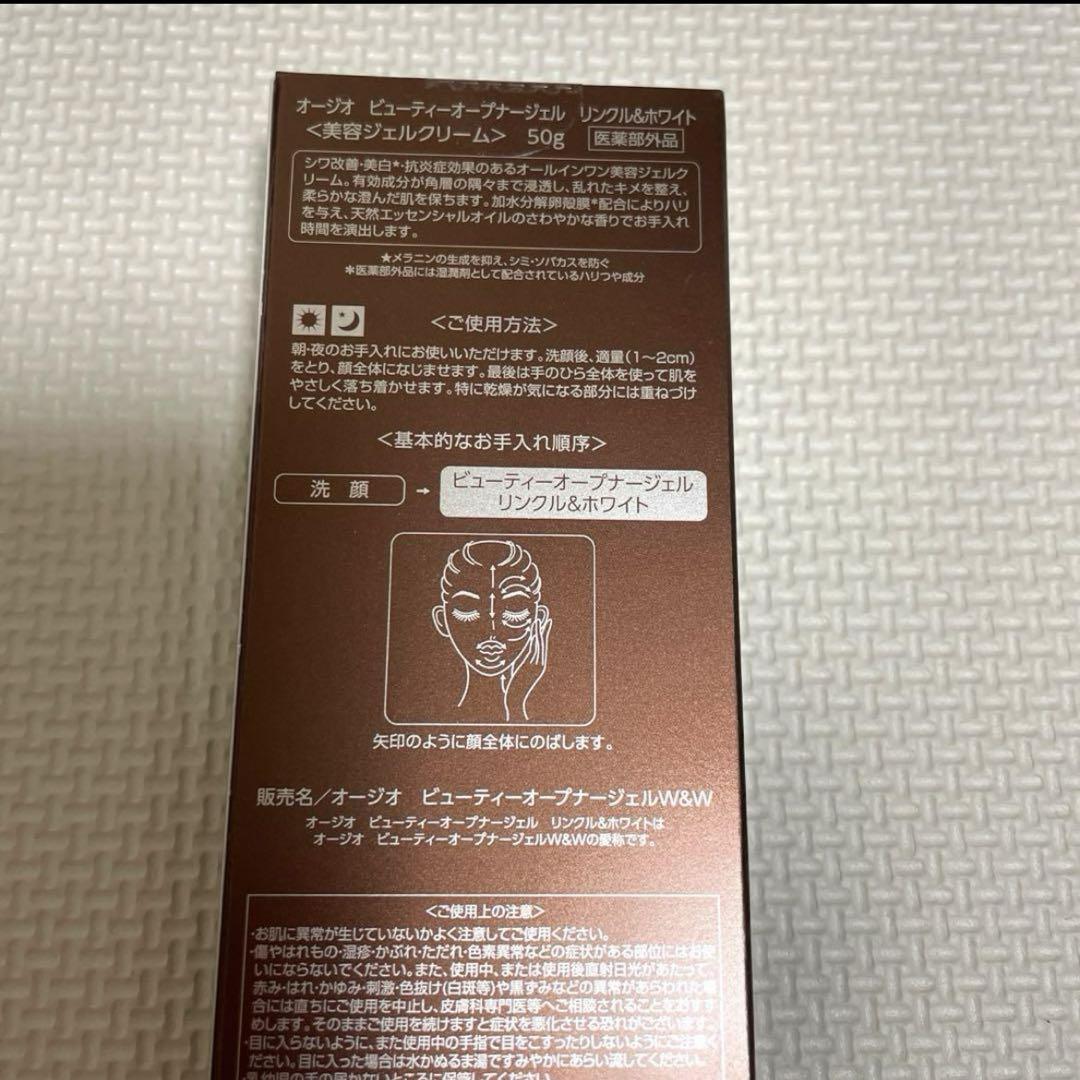 オージオ ビューティーオープナージェル リンクル&ホワイト
<美容ジェルクリーム> 50g 医薬部外品
シワ改善・美白★・抗炎症効果のあるオールインワン美容ジェルク
リーム。有効成分が角層の隅々まで浸透し、乱れたキメを整え、
柔らかな澄んだ肌を保ちます。加水分解卵殻膜*配合によりハリ
を与え、天然エッセンシャルオイルのさわやかな香りでお手入れ
時間を演出します。
★メラニンの生成を抑え、シミ・ソバカスを防ぐ
*医薬部外品には湿潤剤として配合されているハリつや成分
<ご使用方法>
朝・夜のお手入れにお使いいただけます。洗顔後、適量(1〜2cm)
をとり、顔全体になじませます。最後は手のひら全体を使って肌を
やさしく落ち着かせます。特に乾燥が気になる部分には重ねづけ
してください。
<基本的なお手入れ順序>
洗 顔 → ビューティーオープナージェル
リンクル&ホワイト
矢印のように顔全体にのばします。
販売名/オージオ ビューティーオープナージェルW&W
オージオ ビューティーオープナージェル リンクル&ホワイトは
オージオ ビューティーオープナージェルW&Wの愛称です。
<ご使用上の注意>
・お肌に異常が生じていないかよく注意してご使用ください。
・傷やはれもの・湿疹・かぶれ・ただれ・色素異常などの症状がある部位にはお使
いにならないでください。また、使用中、または使用後直射日光があたって、
赤み・はれ・かゆみ・刺激・色抜け(白斑等)や黒ずみなどの異常があらわれた場
合には直ちにご使用を中止し、皮膚科専門医等へご相談されることをおすす
めします。そのままご使用を続けますと症状を悪化させる恐れがございます。
・目に入らないように、また使用中の手指で目をこすったりしないようにご注意く
ださい。目に入った場合は水かぬるま湯ですみやかにあらい流してください。
・乳幼児の手の届かないところに保管してください。